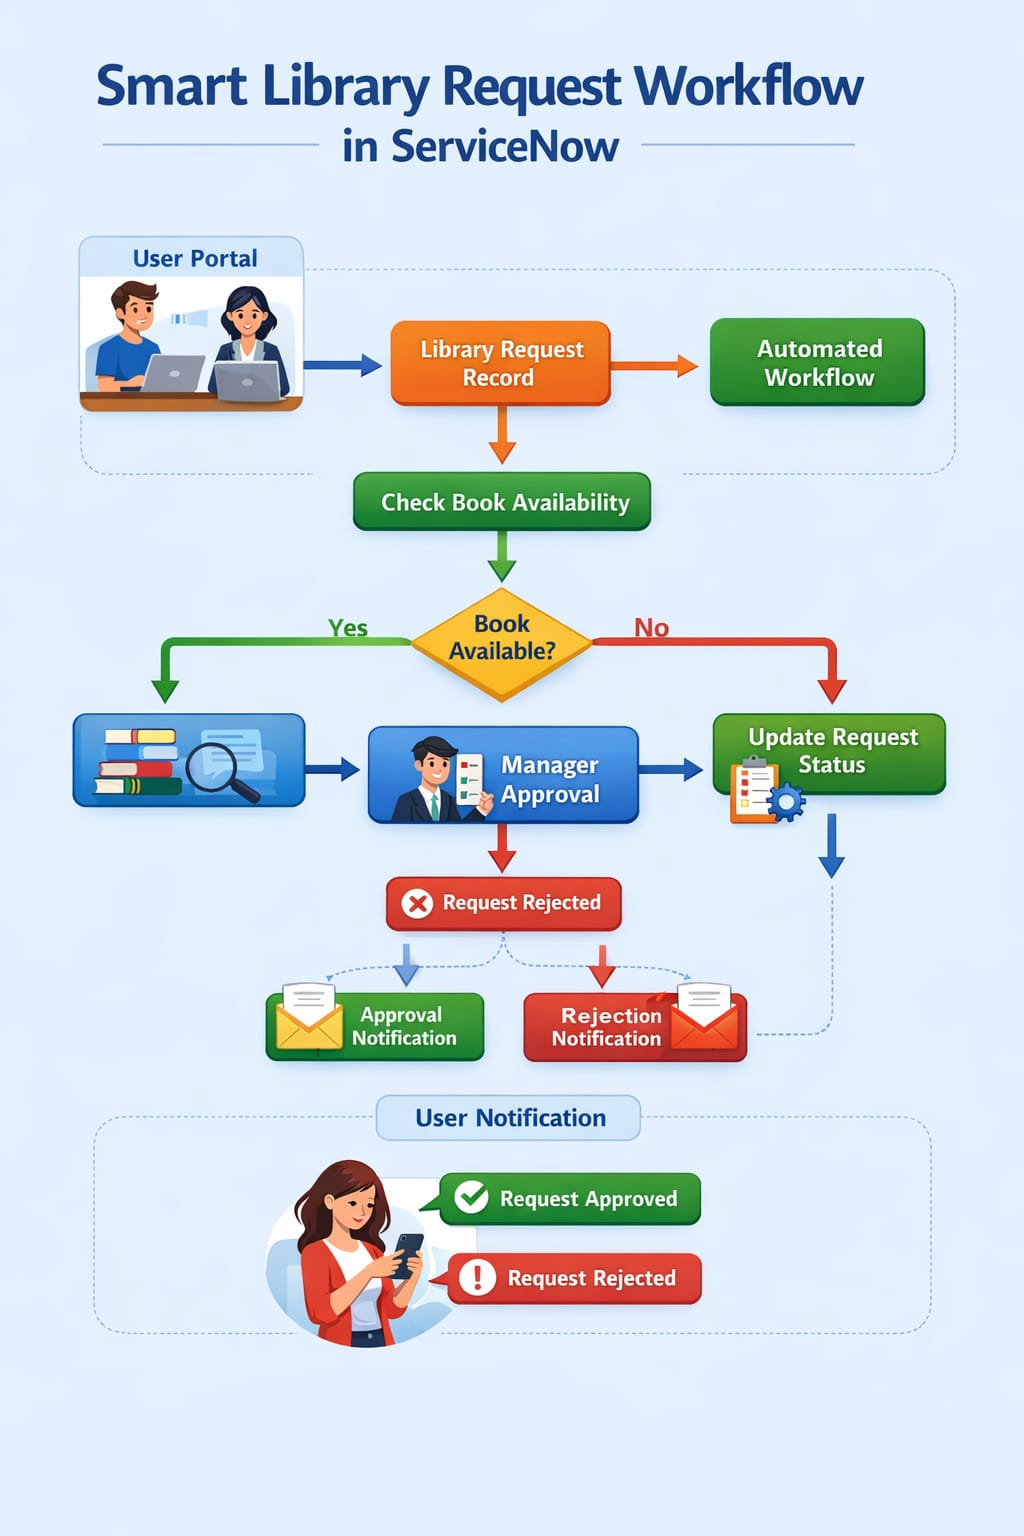 Smart Library Request Workflow
in ServiceNow
User Portal
Library Request
Record
Automated
Workflow
Check Book Availability
Book
Available?
Yes
No
Manager
Approval
Update Request
Status
Request Rejected
Approval
Notification
Rejection
Notification
User Notification
Request Approved
Request Rejected